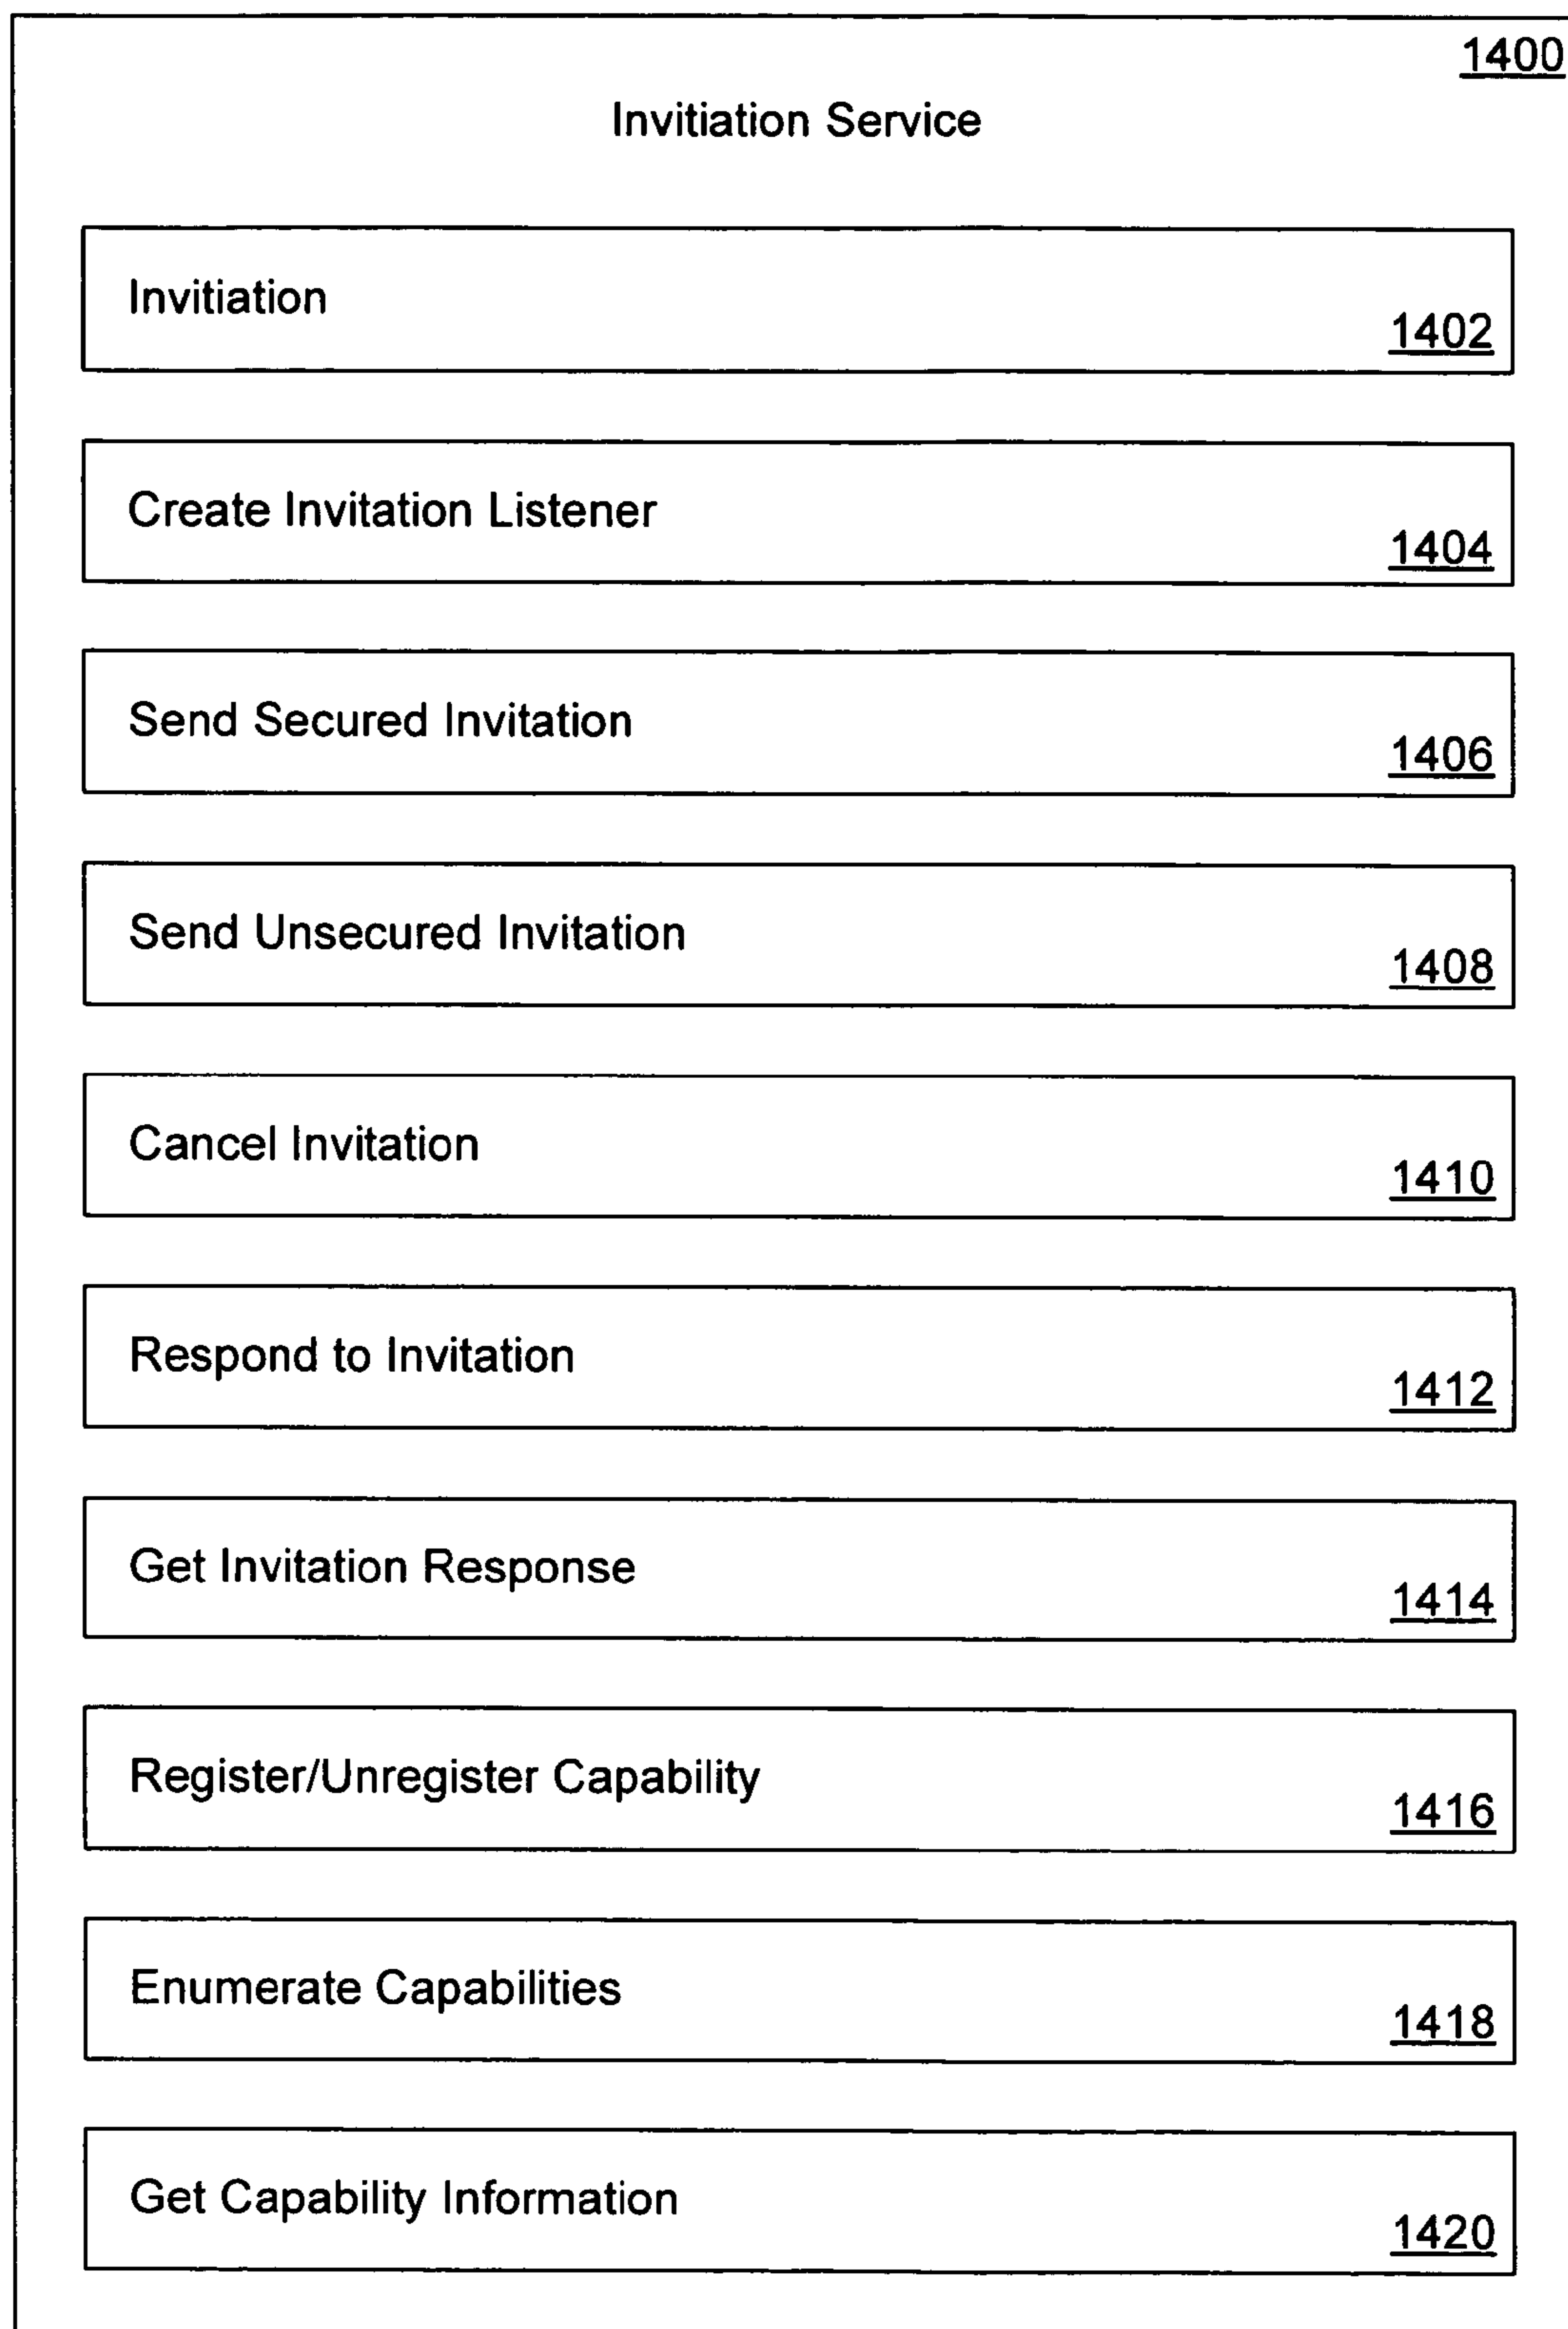 1400
Invitiation Service
Invitiation
1402
Create Invitation Listener
1404
Send Secured Invitation
1406
Send Unsecured Invitation
1408
Cancel Invitation
1410
Respond to Invitation
1412
Get Invitation Response
1414
Register/Unregister Capability
1416
Enumerate Capabilities
1418
Get Capability Information
1420